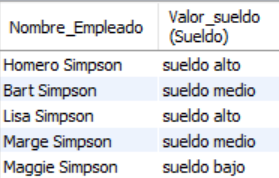 Nombre_Empleado Valor_sueldo
(Sueldo)
Homero Simpson sueldo alto
Bart Simpson sueldo medio
Lisa Simpson sueldo alto
Marge Simpson sueldo medio
Maggie Simpson sueldo bajo